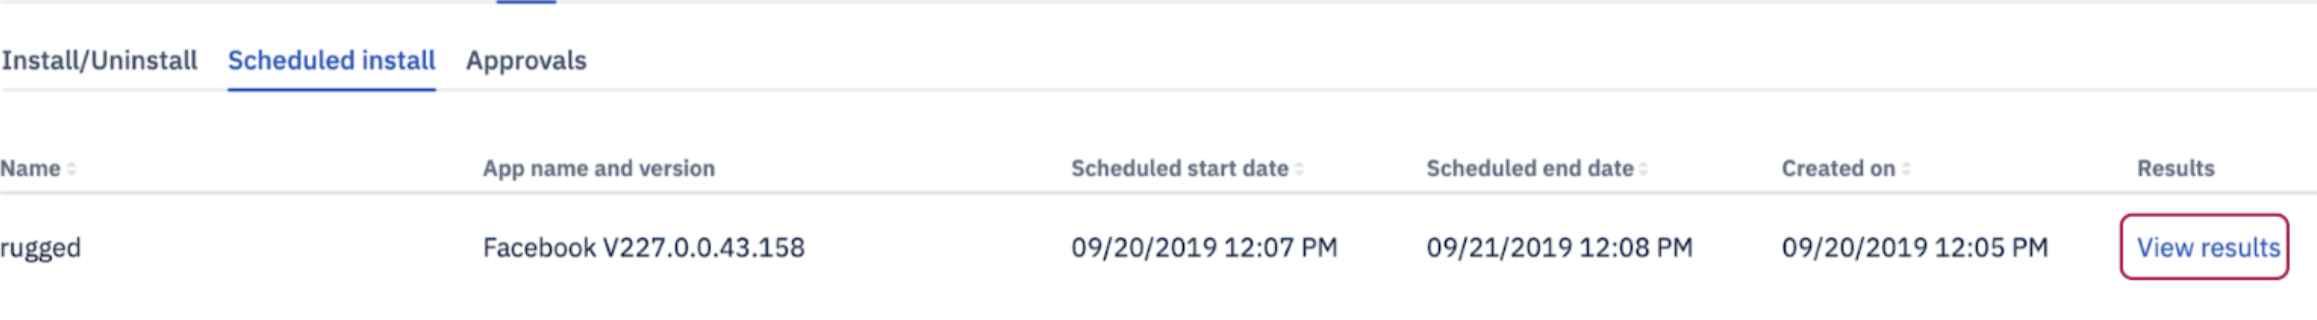 Install/Uninstall Scheduled install Approvals
Name App name and version Scheduled start date Scheduled end date Created on Results
rugged Facebook V227.0.0.43.158 09/20/2019 12:07 PM 09/21/2019 12:08 PM 09/20/2019 12:05 PM View results